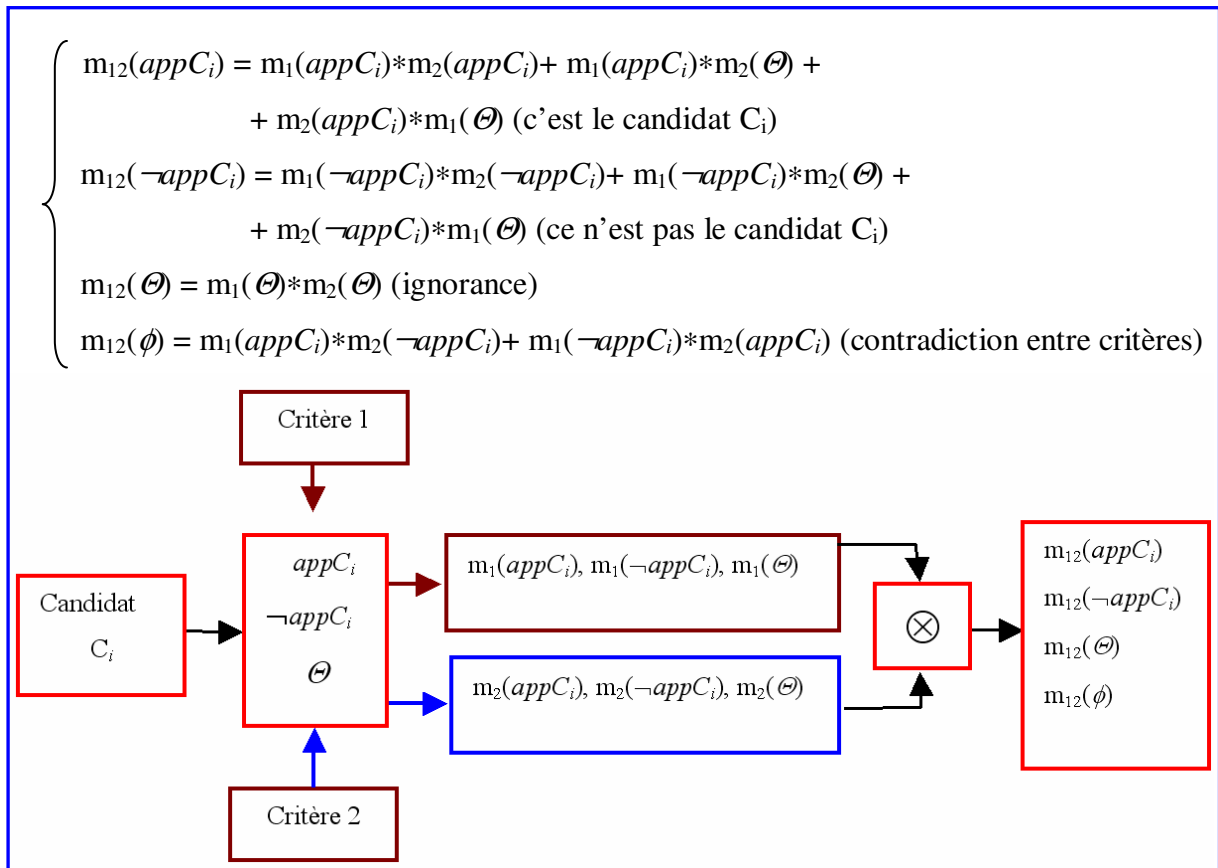 m₁₂(appCᵢ) = m₁(appCᵢ)*m₂(appCᵢ)+ m₁(appCᵢ)*m₂(Θ) +
+ m₂(appCᵢ)*m₁(Θ) (c’est le candidat Cᵢ)
m₁₂(¬appCᵢ) = m₁(¬appCᵢ)*m₂(¬appCᵢ)+ m₁(¬appCᵢ)*m₂(Θ) +
+ m₂(¬appCᵢ)*m₁(Θ) (ce n’est pas le candidat Cᵢ)
m₁₂(Θ) = m₁(Θ)*m₂(Θ) (ignorance)
m₁₂(ϕ) = m₁(appCᵢ)*m₂(¬appCᵢ)+ m₁(¬appCᵢ)*m₂(appCᵢ) (contradiction entre critères)
Critère 1
Candidat
Cᵢ
appCᵢ
¬appCᵢ
Θ
m₁(appCᵢ), m₁(¬appCᵢ), m₁(Θ)
m₂(appCᵢ), m₂(¬appCᵢ), m₂(Θ)
⊗
m₁₂(appCᵢ)
m₁₂(¬appCᵢ)
m₁₂(Θ)
m₁₂(ϕ)
Critère 2